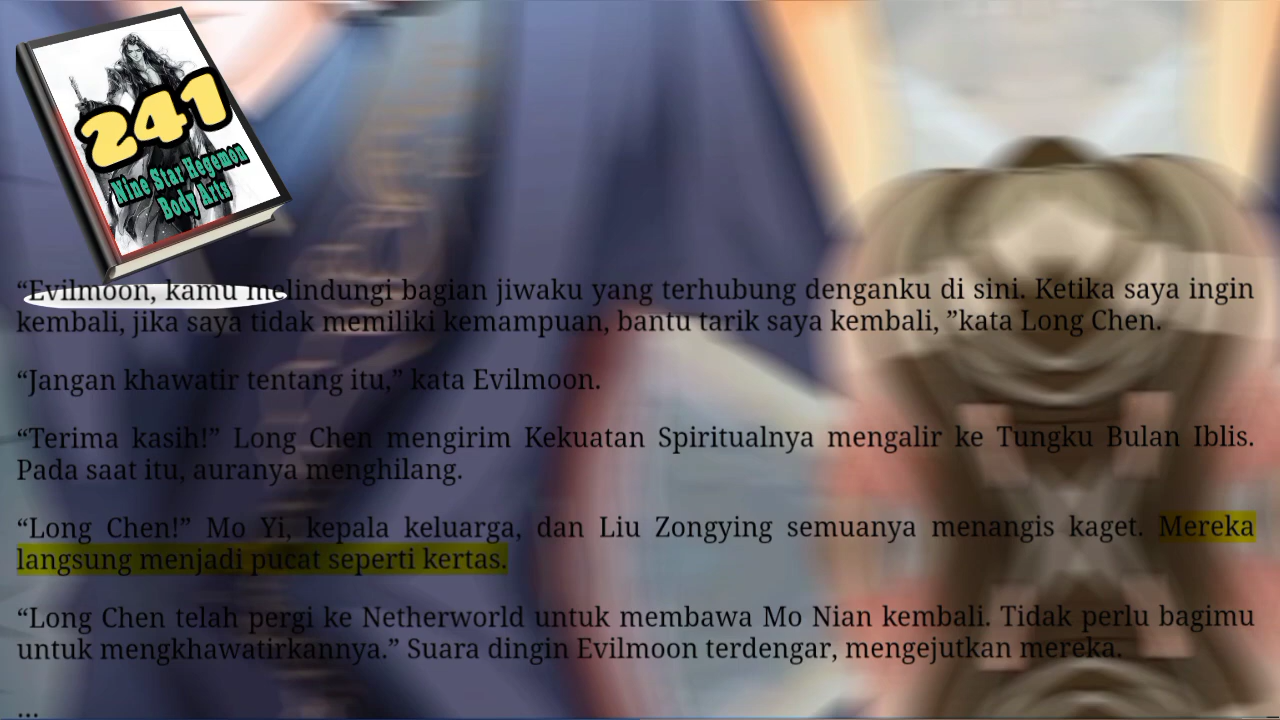 241
Nine Star Hegemon
Body Arts
“Evilmoon, kamu melindungi bagian jiwaku yang terhubung denganku di sini. Ketika saya ingin
kembali, jika saya tidak memiliki kemampuan, bantu tarik saya kembali, ”kata Long Chen.
“Jangan khawatir tentang itu,” kata Evilmoon.
“Terima kasih!” Long Chen mengirim Kekuatan Spiritualnya mengalir ke Tungku Bulan Iblis.
Pada saat itu, auranya menghilang.
“Long Chen!” Mo Yi, kepala keluarga, dan Liu Zongying semuanya menangis kaget. Mereka
langsung menjadi pucat seperti kertas.
“Long Chen telah pergi ke Netherworld untuk membawa Mo Nian kembali. Tidak perlu bagimu
untuk mengkhawatirkannya.” Suara dingin Evilmoon terdengar, mengejutkan mereka.
...